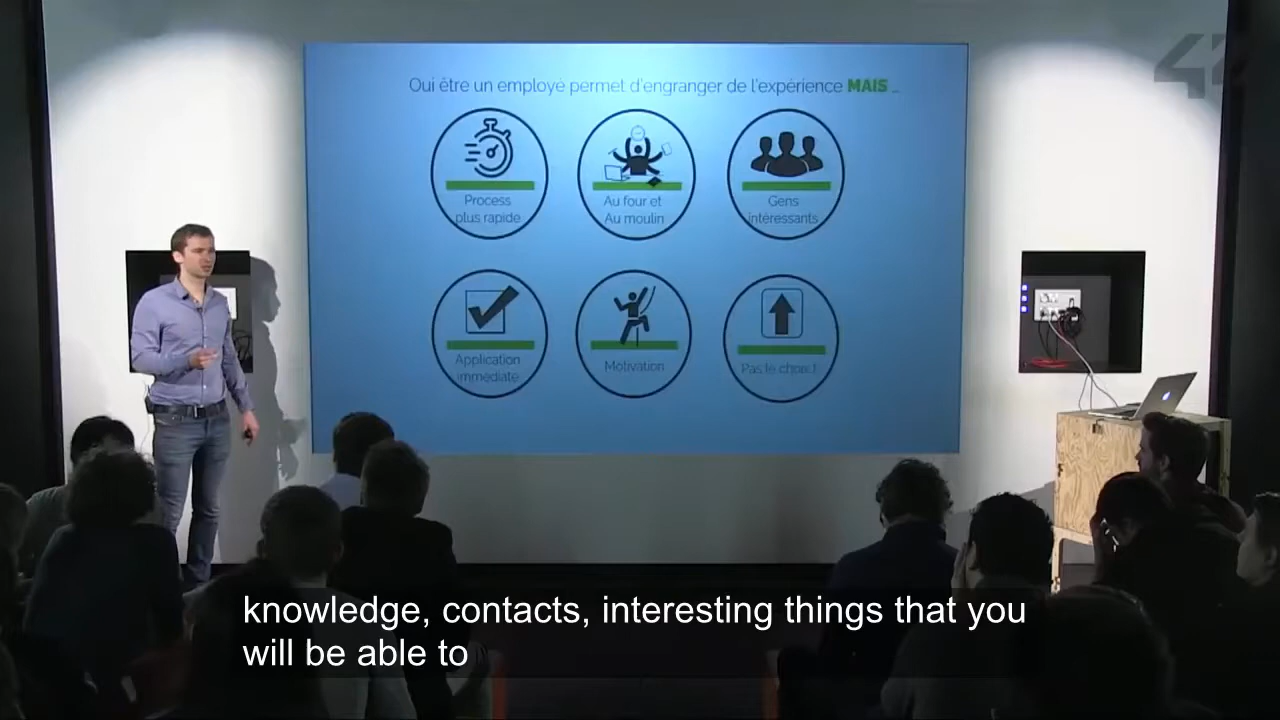 42
Oui être un employé permet d'engranger de l'expérience MAIS ...
Process
plus rapide
Au four et
Au moulin
Gens
intéressants
Application
immédiate
Motivation
Pas le choix !
knowledge, contacts, interesting things that you
will be able to